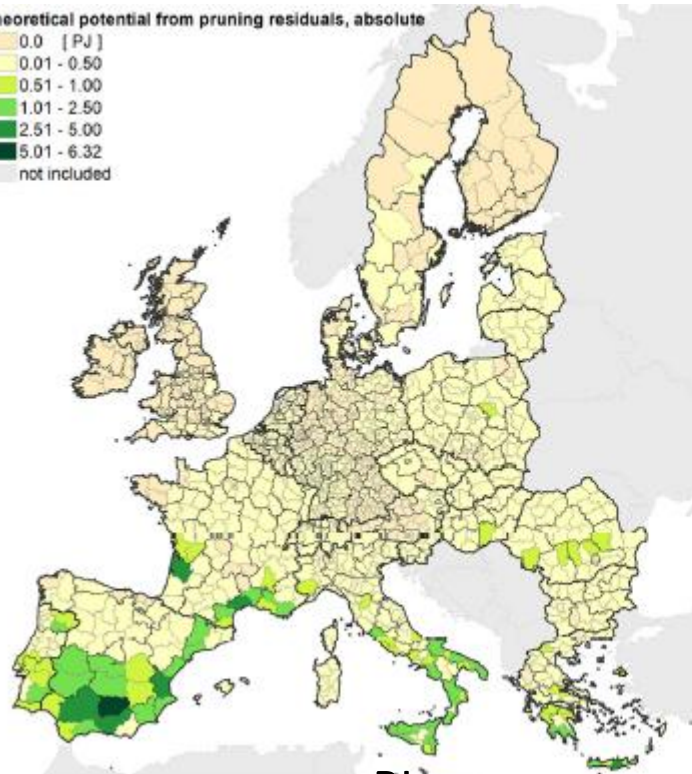 eoretical potential from pruning residuals, absolute
0.0 [ PJ ]
0.01 - 0.50
0.51 - 1.00
1.01 - 2.50
2.51 - 5.00
5.01 - 6.32
not included